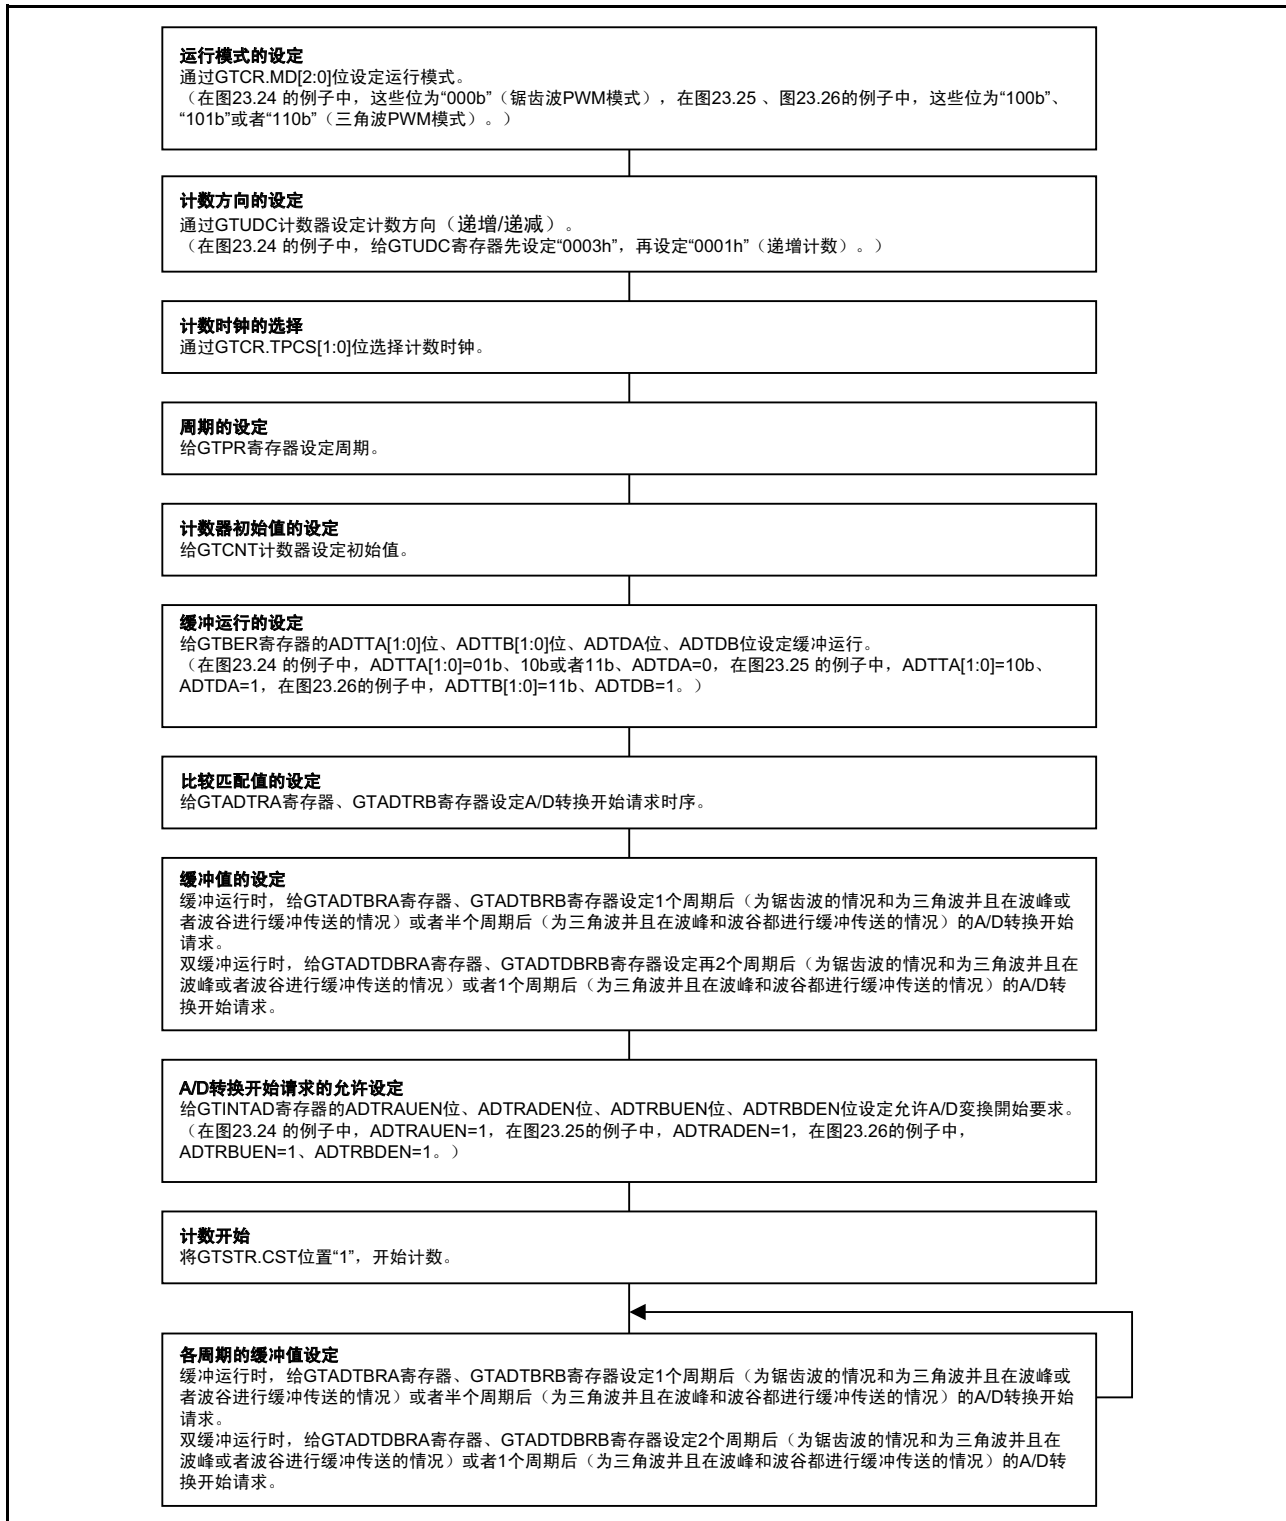 运行模式的设定
通过GTCR.MD[2:0]位设定运行模式。
（在图23.24 的例子中，这些位为“000b”（锯齿波PWM模式），在图23.25 、图23.26的例子中，这些位为“100b”、
“101b”或者“110b”（三角波PWM模式）。）
计数方向的设定
通过GTUDC计数器设定计数方向（递增/递减）。
（在图23.24 的例子中，给GTUDC寄存器先设定“0003h”，再设定“0001h”（递增计数）。）
计数时钟的选择
通过GTCR.TPCS[1:0]位选择计数时钟。
周期的设定
给GTPR寄存器设定周期。
计数器初始值的设定
给GTCNT计数器设定初始值。
缓冲运行的设定
给GTBER寄存器的ADTTA[1:0]位、ADTTB[1:0]位、ADTDA位、ADTDB位设定缓冲运行。
（在图23.24 的例子中，ADTTA[1:0]=01b、10b或者11b、ADTDA=0，在图23.25 的例子中，ADTTA[1:0]=10b、
ADTDA=1，在图23.26的例子中，ADTTB[1:0]=11b、ADTDB=1。）
比较匹配值的设定
给GTADTRA寄存器、GTADTRB寄存器设定A/D转换开始请求时序。
缓冲值的设定
缓冲运行时，给GTADTBRA寄存器、GTADTBRB寄存器设定1个周期后（为锯齿波的情况和为三角波并且在波峰或
者波谷进行缓冲传送的情况）或者半个周期后（为三角波并且在波峰和波谷都进行缓冲传送的情况）的A/D转换开始
请求。
双缓冲运行时，给GTADTDBRA寄存器、GTADTDBRB寄存器设定再2个周期后（为锯齿波的情况和为三角波并且在
波峰或者波谷进行缓冲传送的情况）或者1个周期后（为三角波并且在波峰和波谷都进行缓冲传送的情况）的A/D转
换开始请求。
A/D转换开始请求的允许设定
给GTINTAD寄存器的ADTRAUEN位、ADTRADEN位、ADTRBUEN位、ADTRBDEN位设定允许A/D变換開始要求。
（在图23.24 的例子中，ADTRAUEN=1，在图23.25的例子中，ADTRADEN=1，在图23.26的例子中，
ADTRBUEN=1、ADTRBDEN=1。）
计数开始
将GTSTR.CST位置“1”，开始计数。
各周期的缓冲值设定
缓冲运行时，给GTADTBRA寄存器、GTADTBRB寄存器设定1个周期后（为锯齿波的情况和为三角波并且在波峰或
者波谷进行缓冲传送的情况）或者半个周期后（为三角波并且在波峰和波谷都进行缓冲传送的情况）的A/D转换开始
请求。
双缓冲运行时，给GTADTDBRA寄存器、GTADTDBRB寄存器设定2个周期后（为锯齿波的情况和为三角波并且在
波峰或者波谷进行缓冲传送的情况）或者1个周期后（为三角波并且在波峰和波谷都进行缓冲传送的情况）的A/D转
换开始请求。